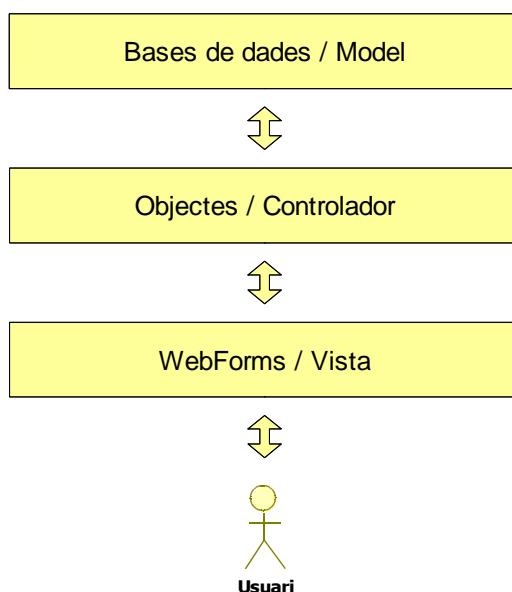 Bases de dades / Model
Objectes / Controlador
WebForms / Vista
Usuari